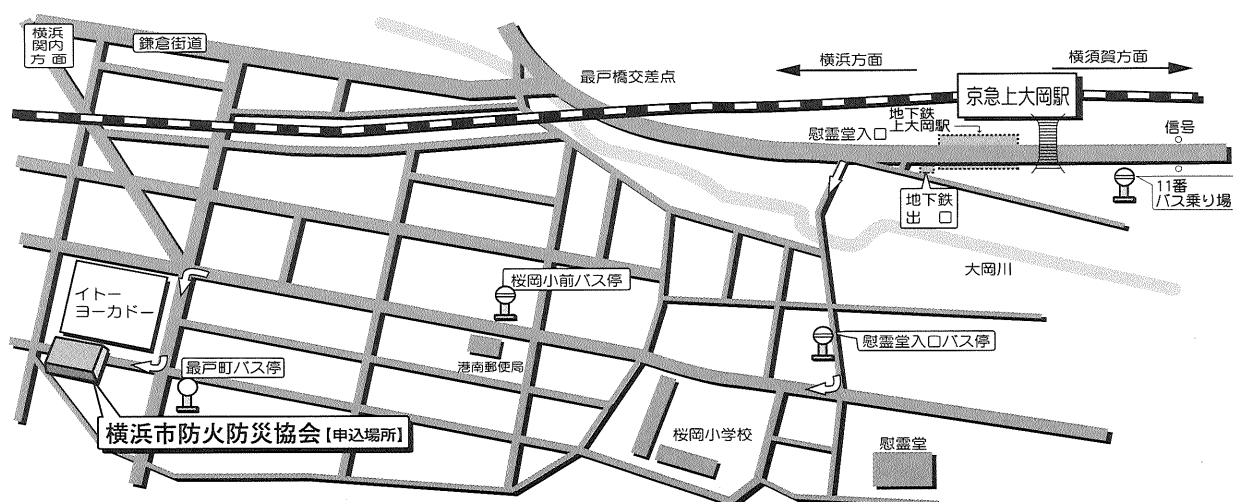 横浜
関内
方面
鎌倉街道
最戸橋交差点
横浜方面
京急上大岡駅
横須賀方面
慰霊堂入口
地下鉄
上大岡駅
信号
地下鉄
出口
11番
バス乗り場
大岡川
イトー
ヨーカドー
桜岡小前バス停
慰霊堂入口バス停
港南郵便局
最戸町バス停
横浜市防火防災協会【申込場所】
桜岡小学校
慰霊堂